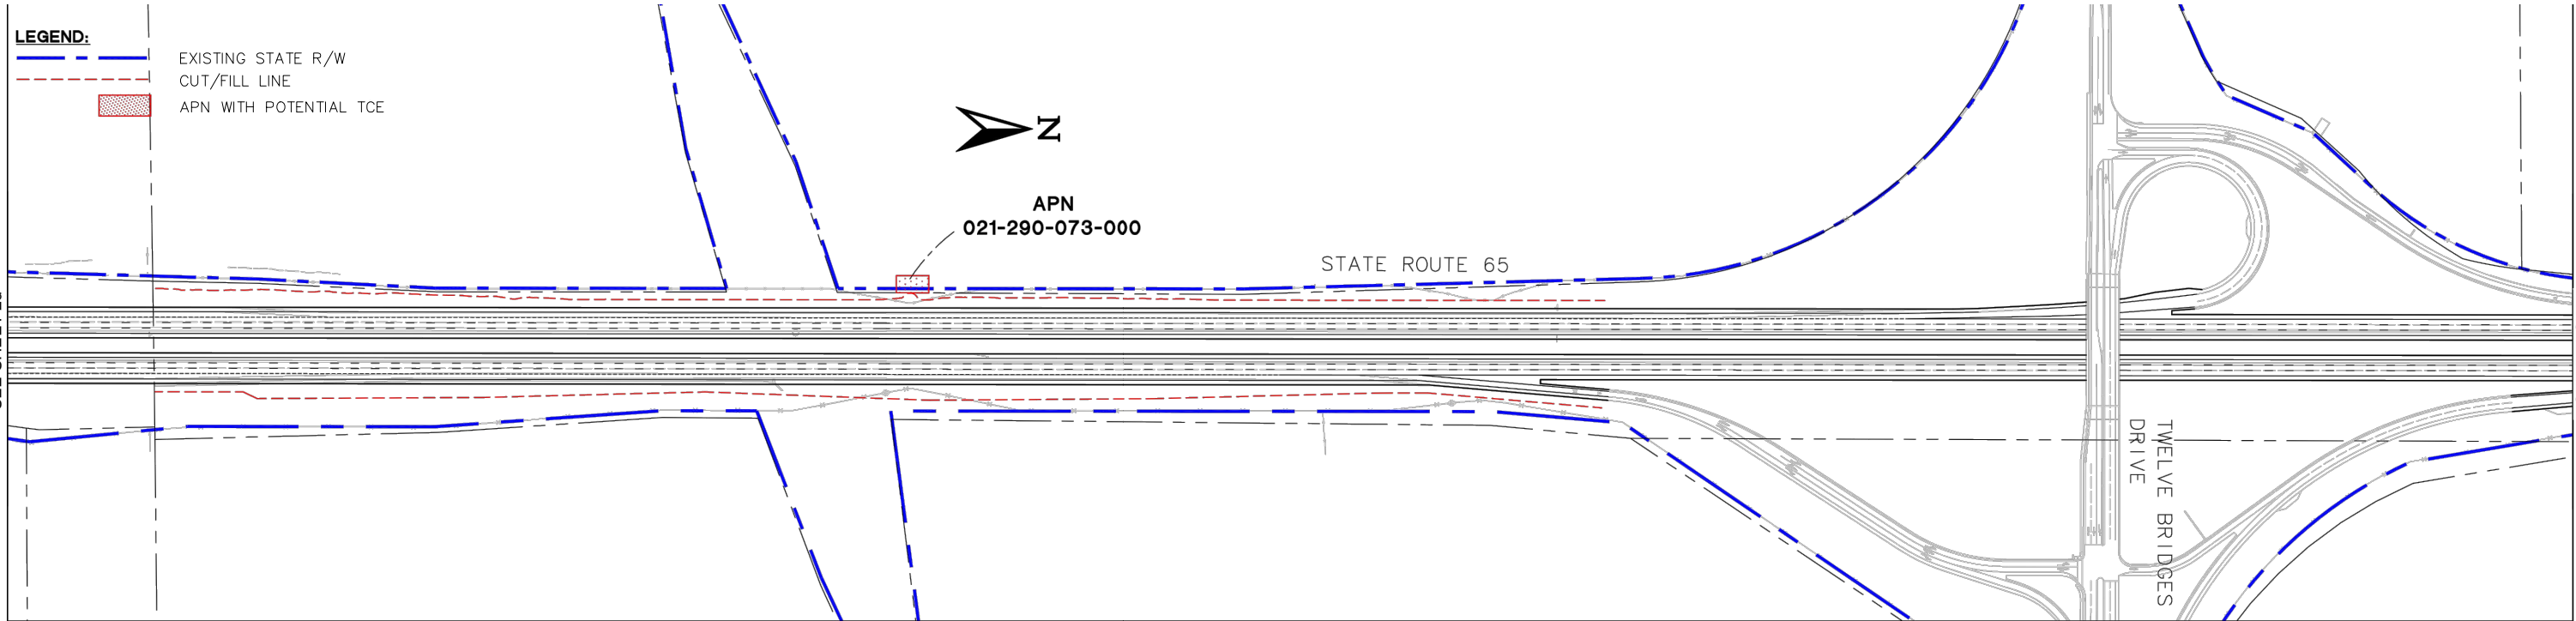 LEGEND:
EXISTING STATE R/W
CUT/FILL LINE
APN WITH POTENTIAL TCE
N
APN
021-290-073-000
STATE ROUTE 65
TWELVE BRIDGES
DRIVE